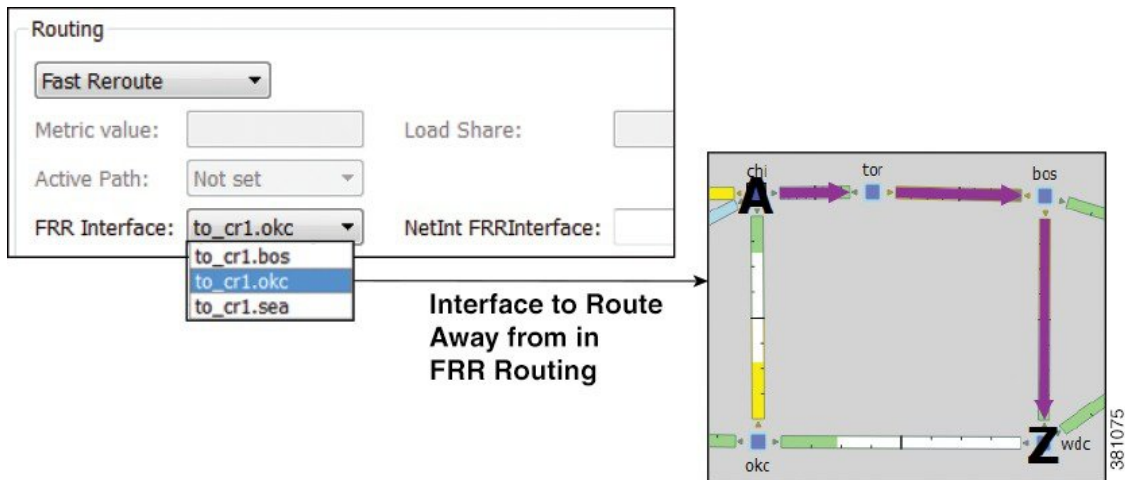 Routing
Fast Reroute
Metric value:
Load Share:
Active Path:
Not set
FRR Interface:
to_cr1.okc
NetInt FRRInterface:
to_cr1.bos
to_cr1.okc
to_cr1.sea
Interface to Route
Away from in
FRR Routing
chi
tor
bos
A
okc
Z
wdc
381075